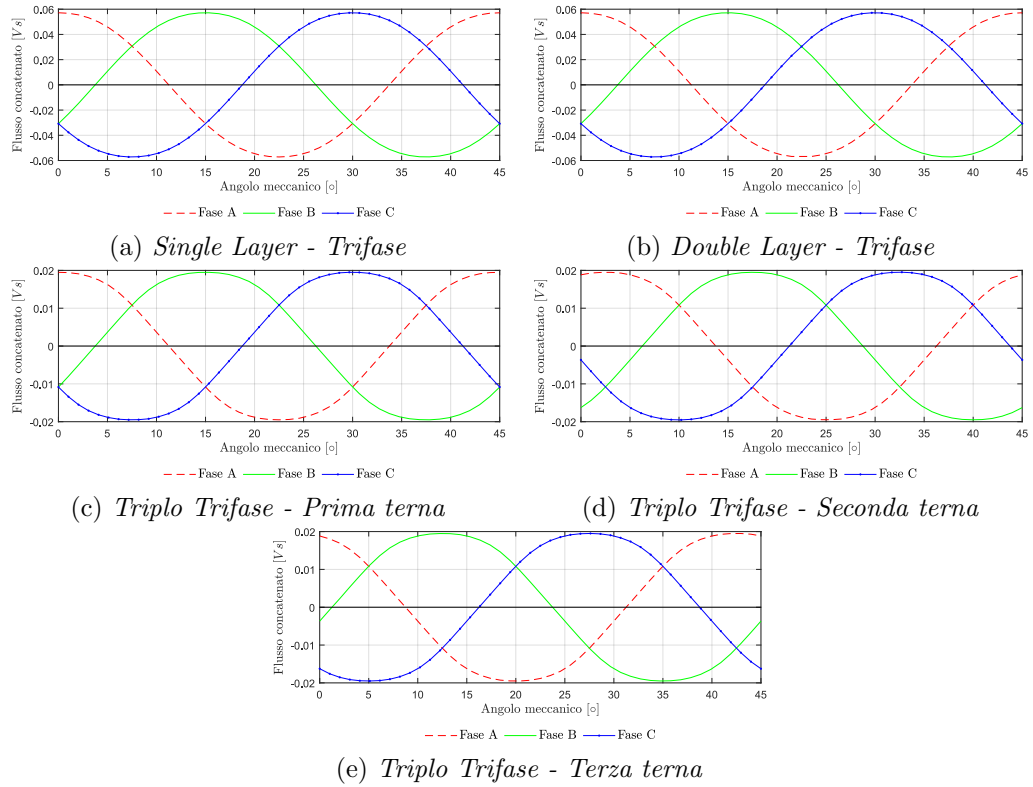 0.06
0.04
0.02
0
-0.02
-0.04
-0.06
Flusso concatenato [V s]
0 5 10 15 20 25 30 35 40 45
Angolo meccanico [∘]
Fase A Fase B Fase C
(a) Single Layer - Trifase
0.06
0.04
0.02
0
-0.02
-0.04
-0.06
Flusso concatenato [V s]
0 5 10 15 20 25 30 35 40 45
Angolo meccanico [∘]
Fase A Fase B Fase C
(b) Double Layer - Trifase
0.02
0.01
0
-0.01
-0.02
Flusso concatenato [V s]
0 5 10 15 20 25 30 35 40 45
Angolo meccanico [∘]
Fase A Fase B Fase C
(c) Triplo Trifase - Prima terna
0.02
0.01
0
-0.01
-0.02
Flusso concatenato [V s]
0 5 10 15 20 25 30 35 40 45
Angolo meccanico [∘]
Fase A Fase B Fase C
(d) Triplo Trifase - Seconda terna
0.02
0.01
0
-0.01
-0.02
Flusso concatenato [V s]
0 5 10 15 20 25 30 35 40 45
Angolo meccanico [∘]
Fase A Fase B Fase C
(e) Triplo Trifase - Terza terna